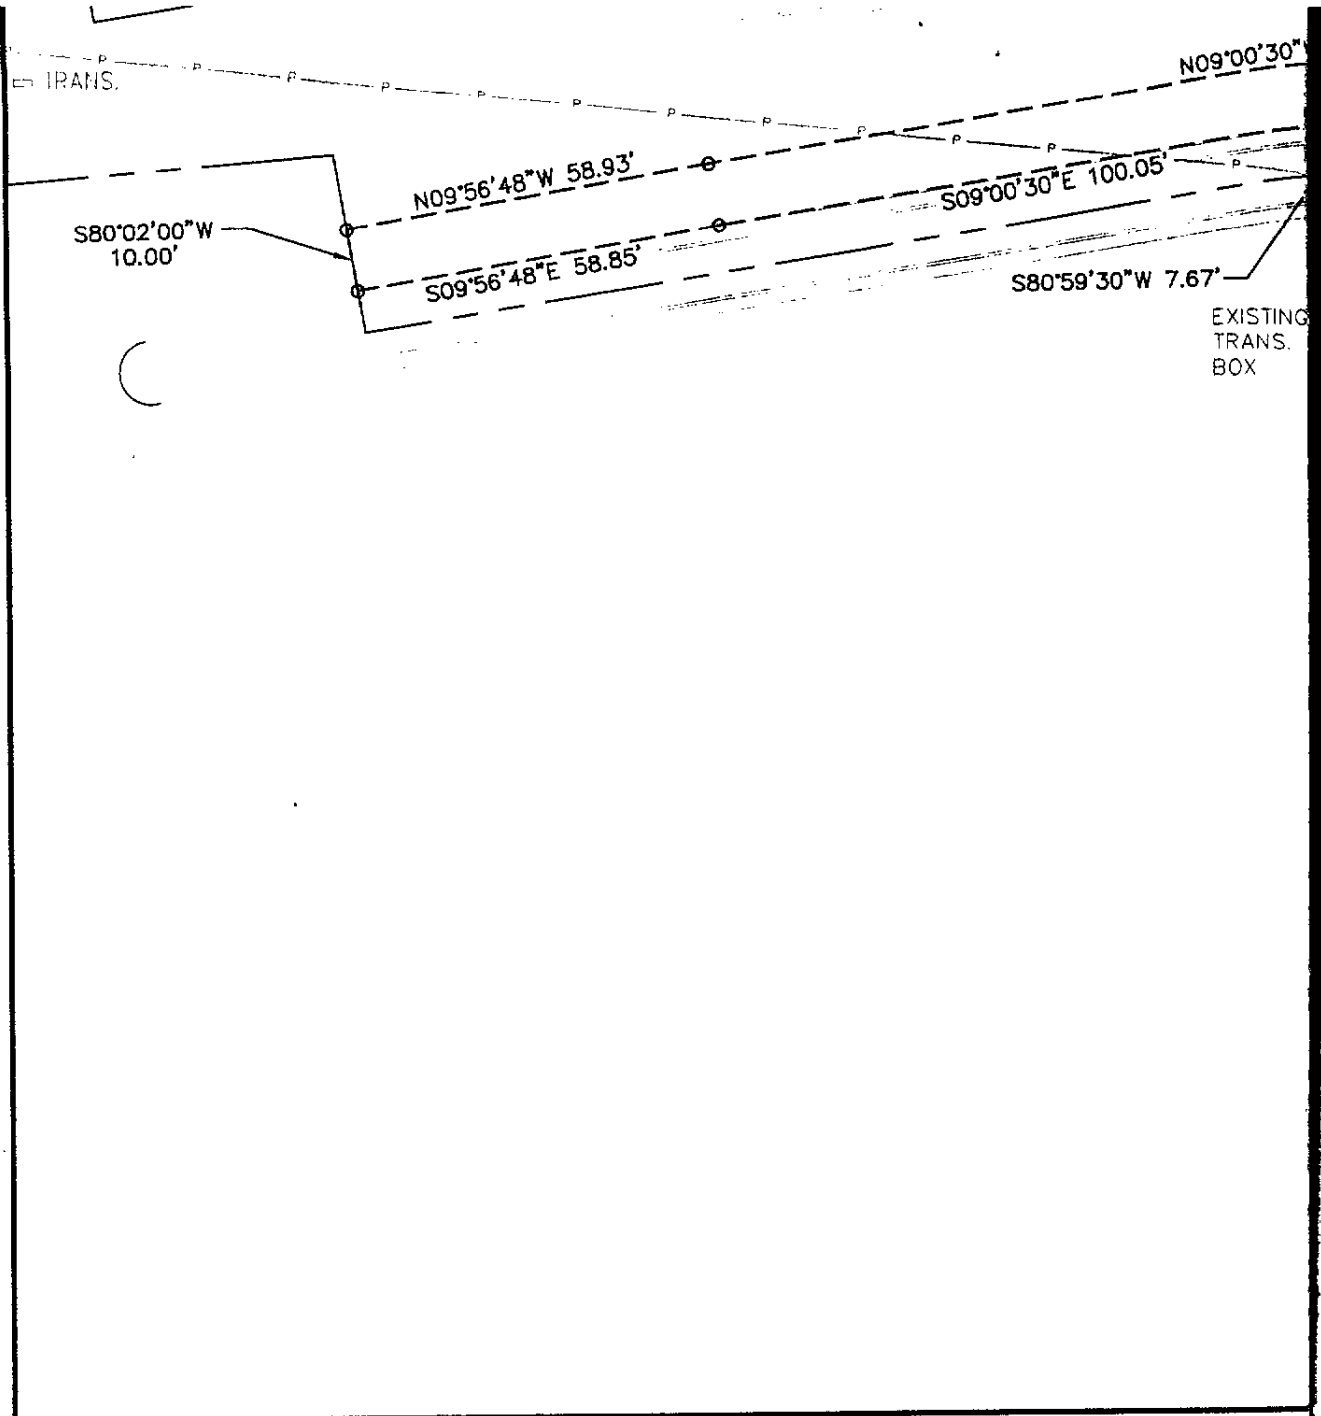 P P P P P P P P P P P P P
TRANS.
N09°00'30"
N09°56'48"W 58.93'
S09°00'30"E 100.05'
S80°02'00"W
10.00'
S09°56'48"E 58.85'
S80°59'30"W 7.67'
EXISTING
TRANS.
BOX